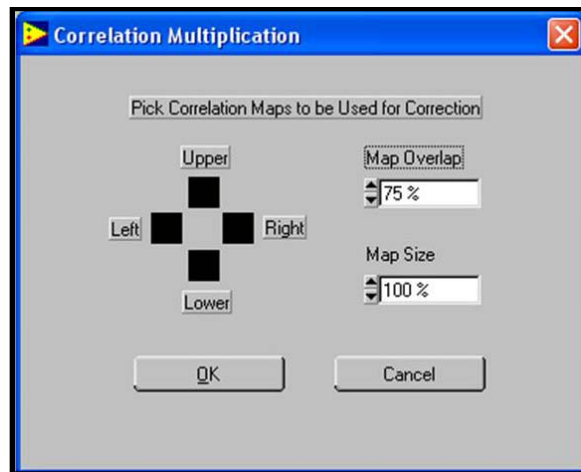 Correlation Multiplication
Pick Correlation Maps to be Used for Correction
Upper
Left
Right
Lower
Map Overlap
75 %
Map Size
100 %
OK
Cancel